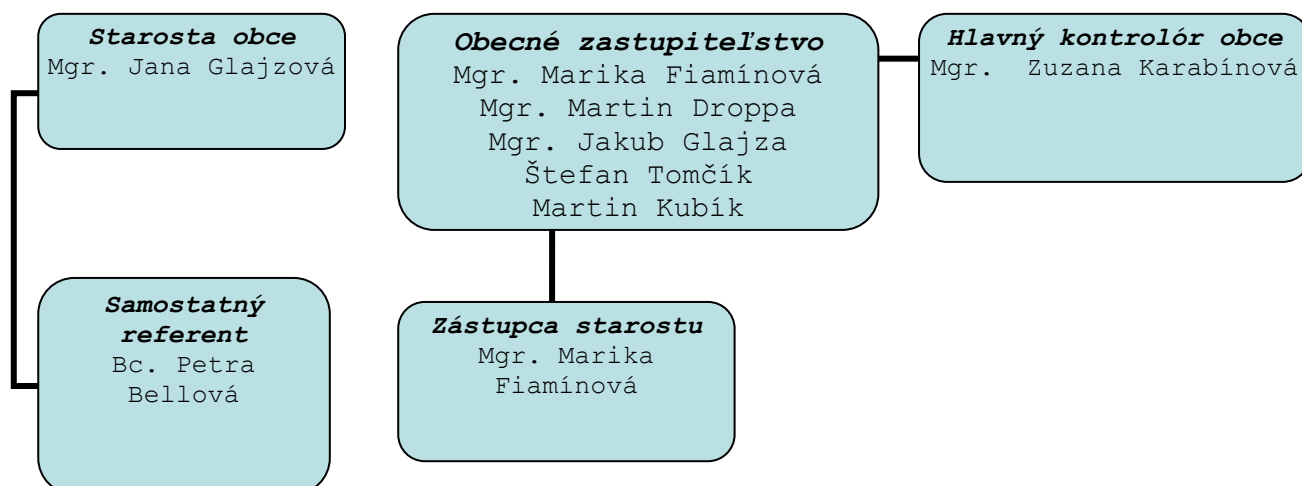 Starosta obce
Mgr. Jana Glajzová
Obecné zastupiteľstvo
Mgr. Marika Fiamínová
Mgr. Martin Droppa
Mgr. Jakub Glajza
Štefan Tomčík
Martin Kubík
Hlavný kontrolór obce
Mgr. Zuzana Karabínová
Samostatný
referent
Bc. Petra
Bellová
Zástupca starostu
Mgr. Marika
Fiamínová